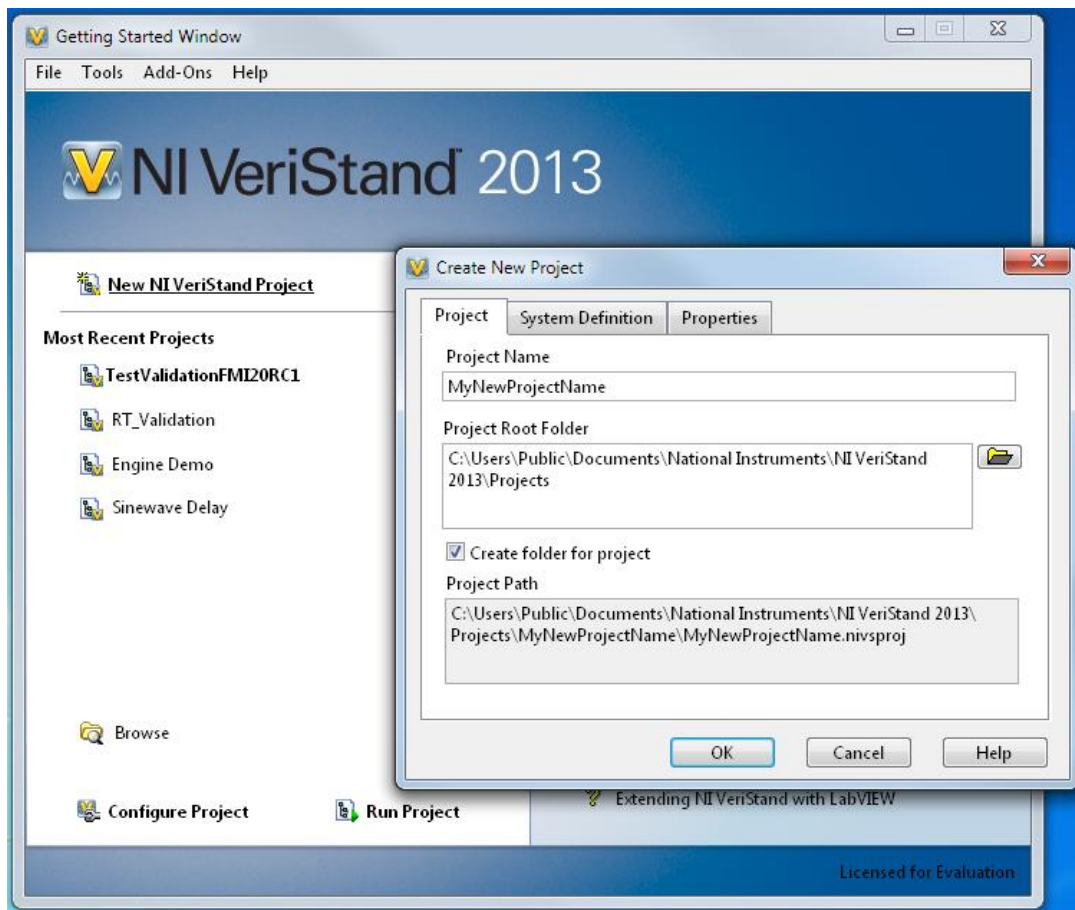 Getting Started Window
File Tools Add-Ons Help
NI VeriStand™ 2013
New NI VeriStand Project
Most Recent Projects
TestValidationFMI20RC1
RT_Validation
Engine Demo
Sinewave Delay
Browse
Configure Project
Run Project
Create New Project
Project System Definition Properties
Project Name
MyNewProjectName
Project Root Folder
C:\Users\Public\Documents\National Instruments\NI VeriStand
2013\Projects
Create folder for project
Project Path
C:\Users\Public\Documents\National Instruments\NI VeriStand 2013\
Projects\MyNewProjectName\MyNewProjectName.nivsproj
OK Cancel Help
Extending NI VeriStand with LabVIEW
Licensed for Evaluation